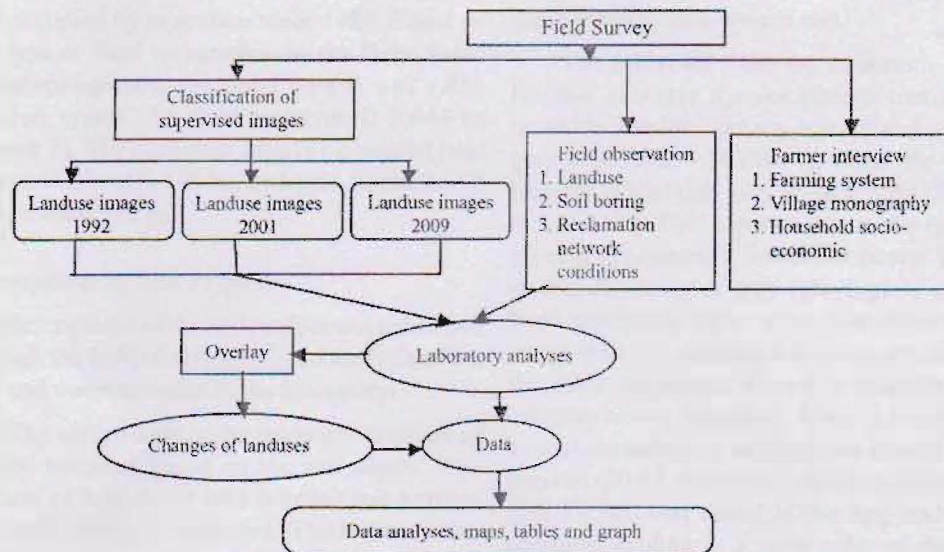 Field Survey
Classification of
supervised images
Landuse images
1992
Landuse images
2001
Landuse images
2009
Field observation
1. Landuse
2. Soil boring
3. Reclamation
network
conditions
Farmer interview
1. Farming system
2. Village monography
3. Household socio-
economic
Overlay
Laboratory analyses
Changes of landuses
Data
Data analyses, maps, tables and graph